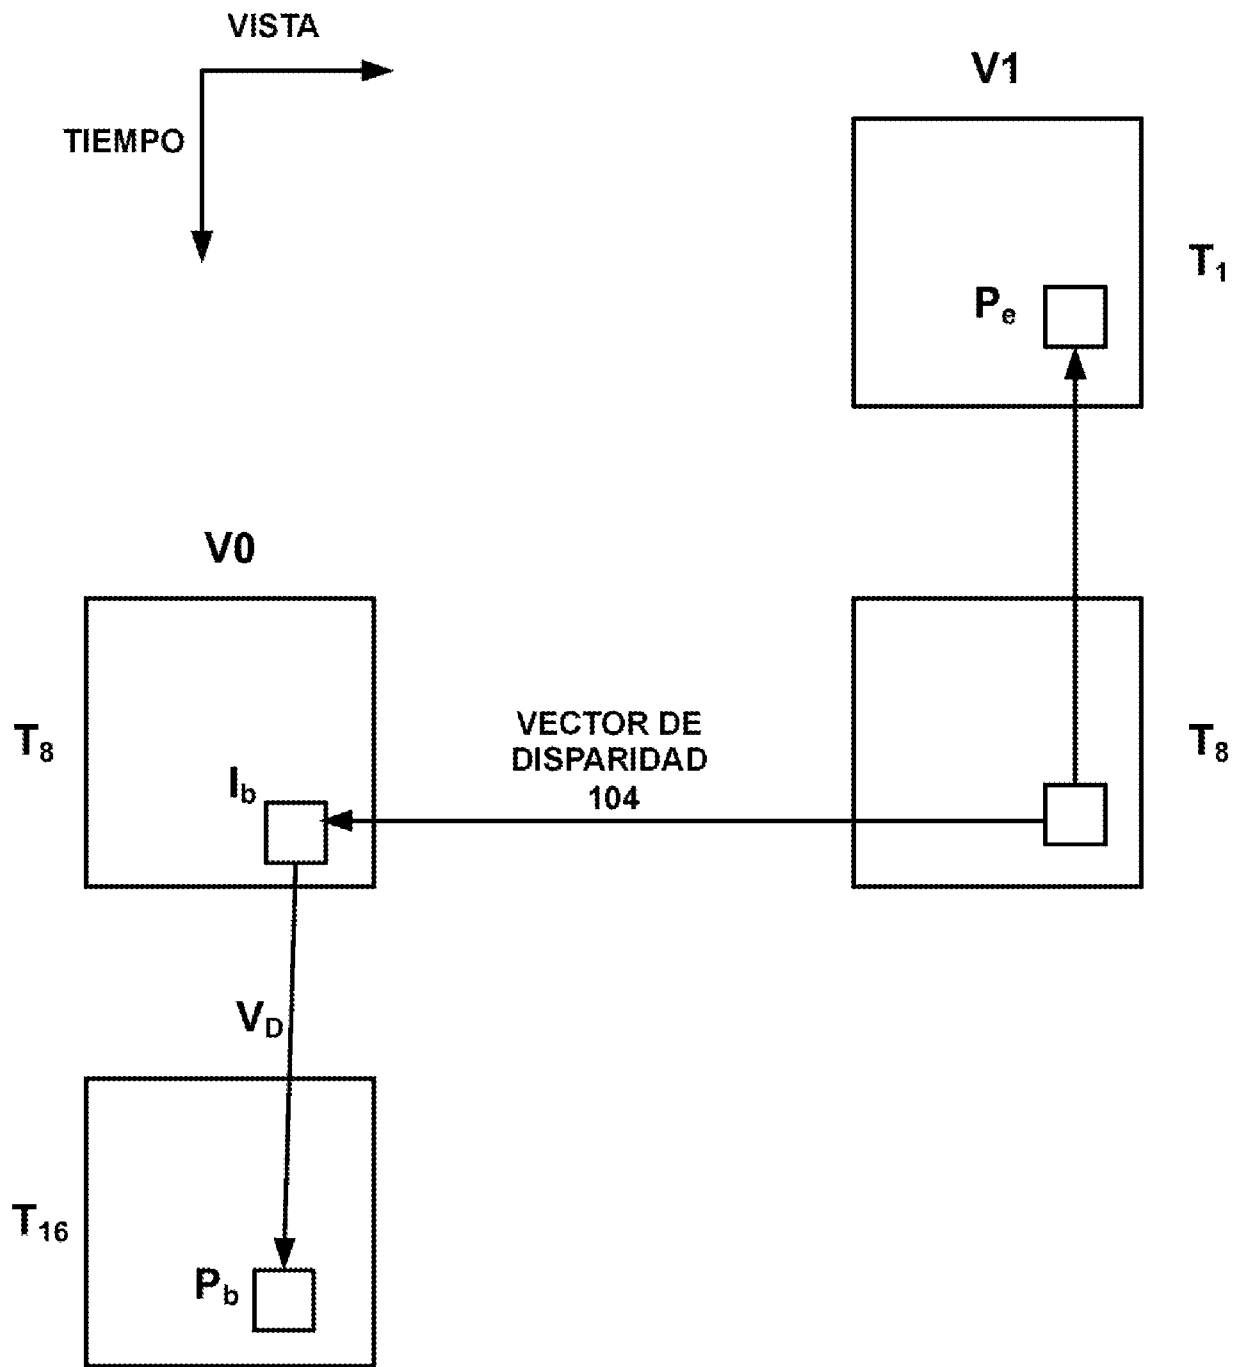 VISTA
V1
TIEMPO
T1
Pe
V0
VECTOR DE
DISPARIDAD
104
T8
T8
Ib
VD
T16
Pb